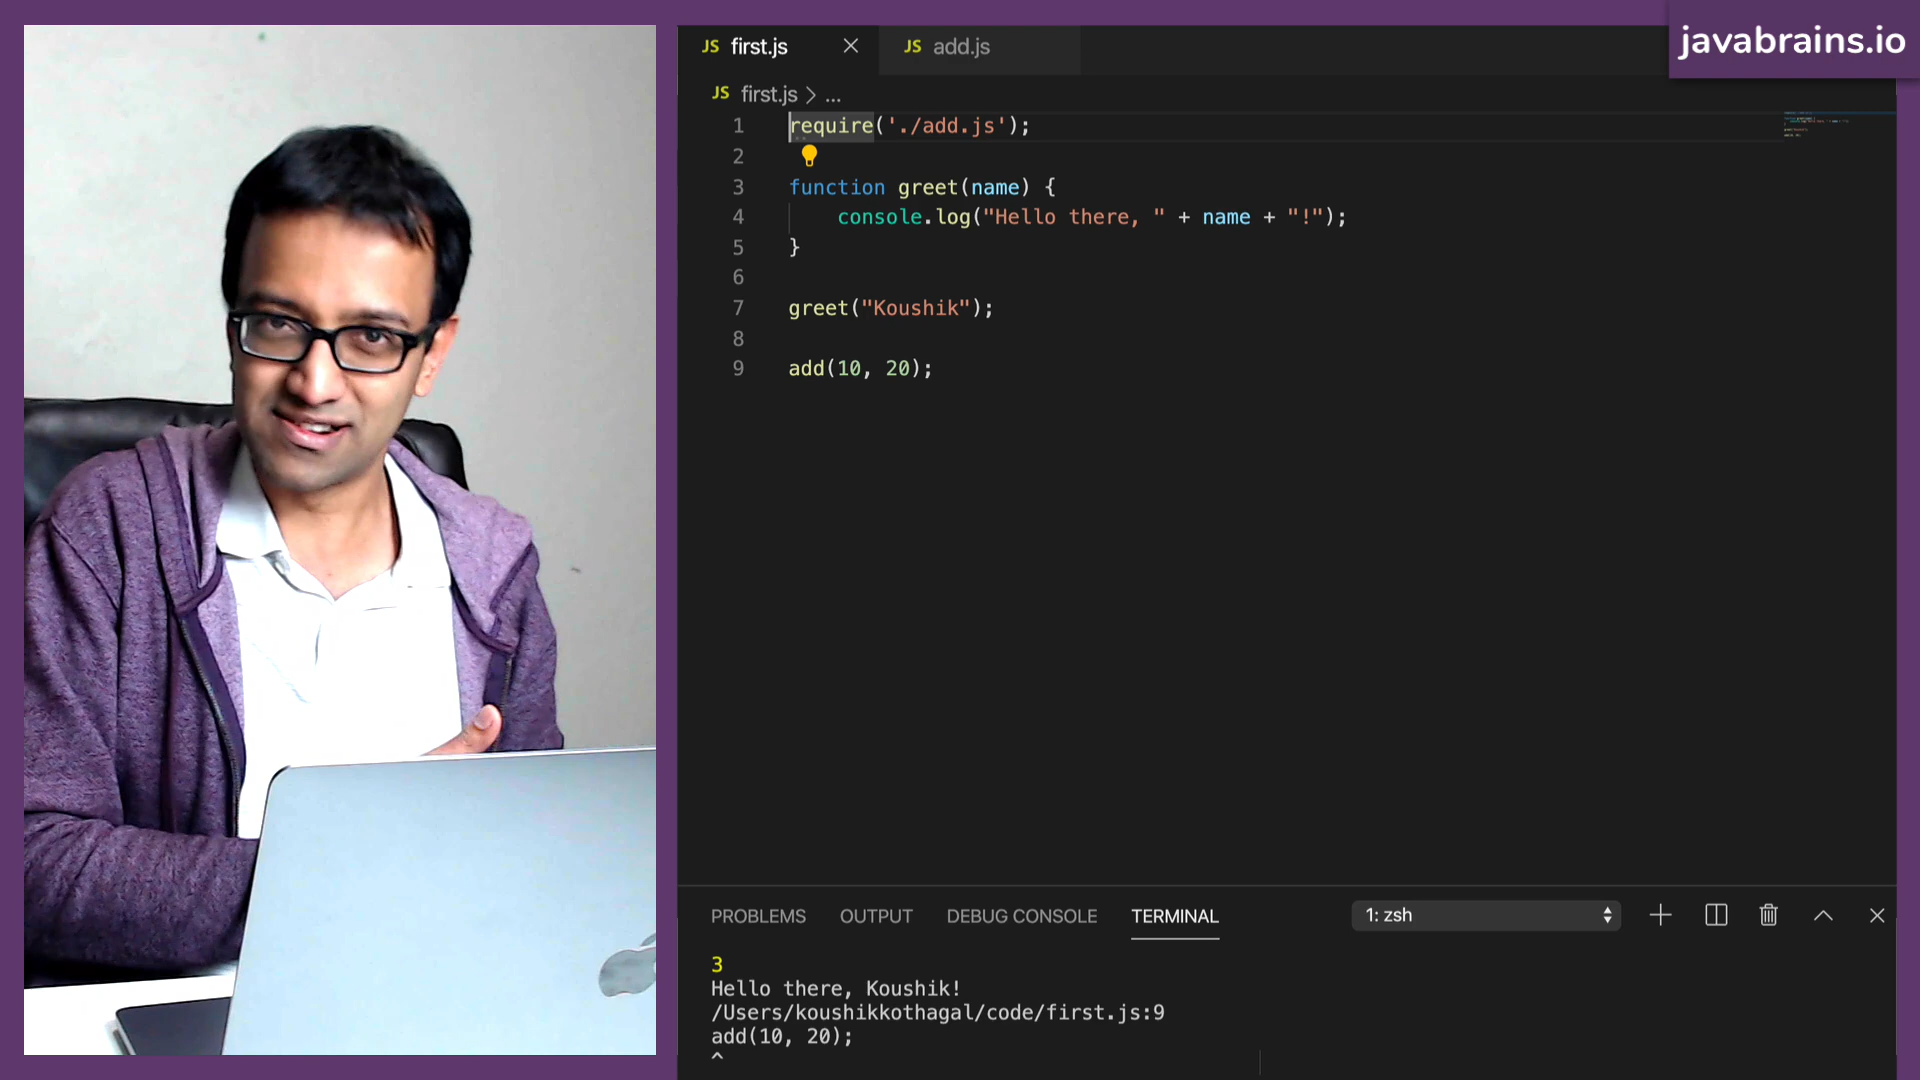 javabrains.io
JS first.js
JS add.js
JS first.js > ...
1 require('./add.js');
2
3 function greet(name) {
4 console.log("Hello there, " + name + "!");
5 }
6
7 greet("Koushik");
8
9 add(10, 20);
PROBLEMS OUTPUT DEBUG CONSOLE TERMINAL 1: zsh
3
Hello there, Koushik!
/Users/koushikkothagal/code/first.js:9
add(10, 20);
^